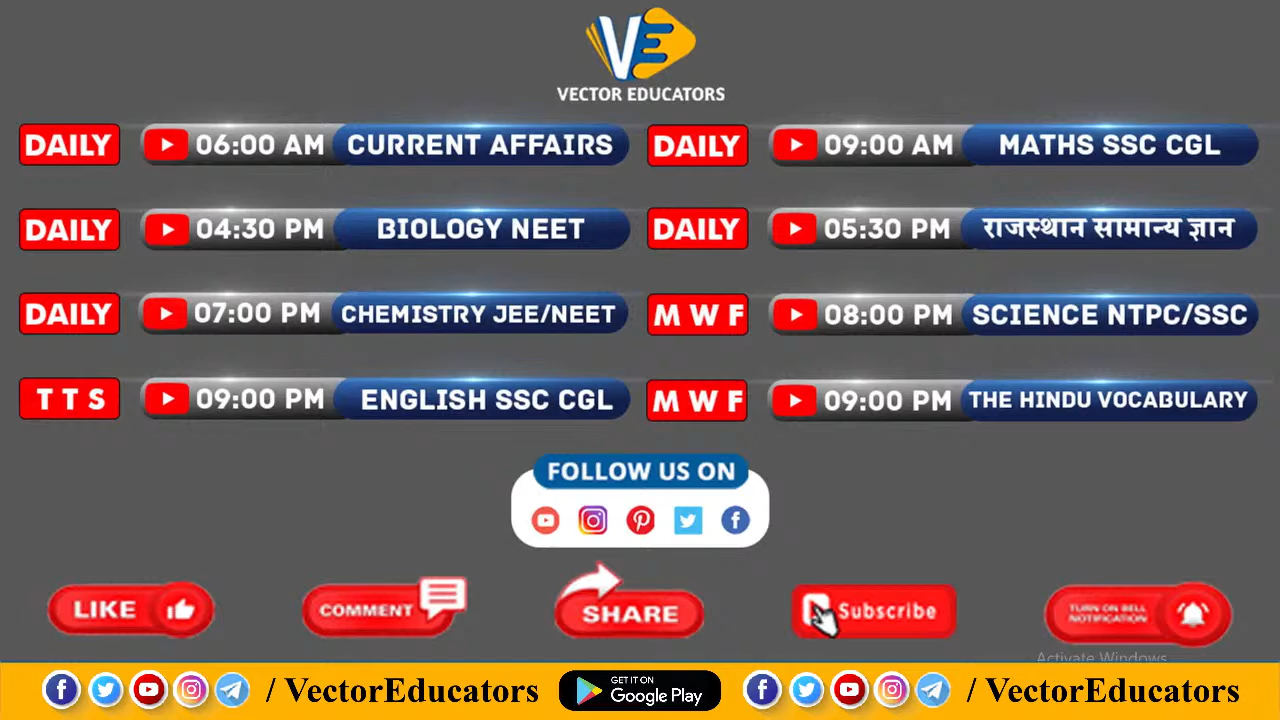 VE
VECTOR EDUCATORS
DAILY 06:00 AM CURRENT AFFAIRS DAILY 09:00 AM MATHS SSC CGL
DAILY 04:30 PM BIOLOGY NEET DAILY 05:30 PM राजस्थान सामान्य ज्ञान
DAILY 07:00 PM CHEMISTRY JEE/NEET M W F 08:00 PM SCIENCE NTPC/SSC
T T S 09:00 PM ENGLISH SSC CGL M W F 09:00 PM THE HINDU VOCABULARY
FOLLOW US ON
LIKE COMMENT SHARE Subscribe TURN ON BELL
NOTIFICATION
Activate Windows
/ VectorEducators GET IT ON Google Play / VectorEducators